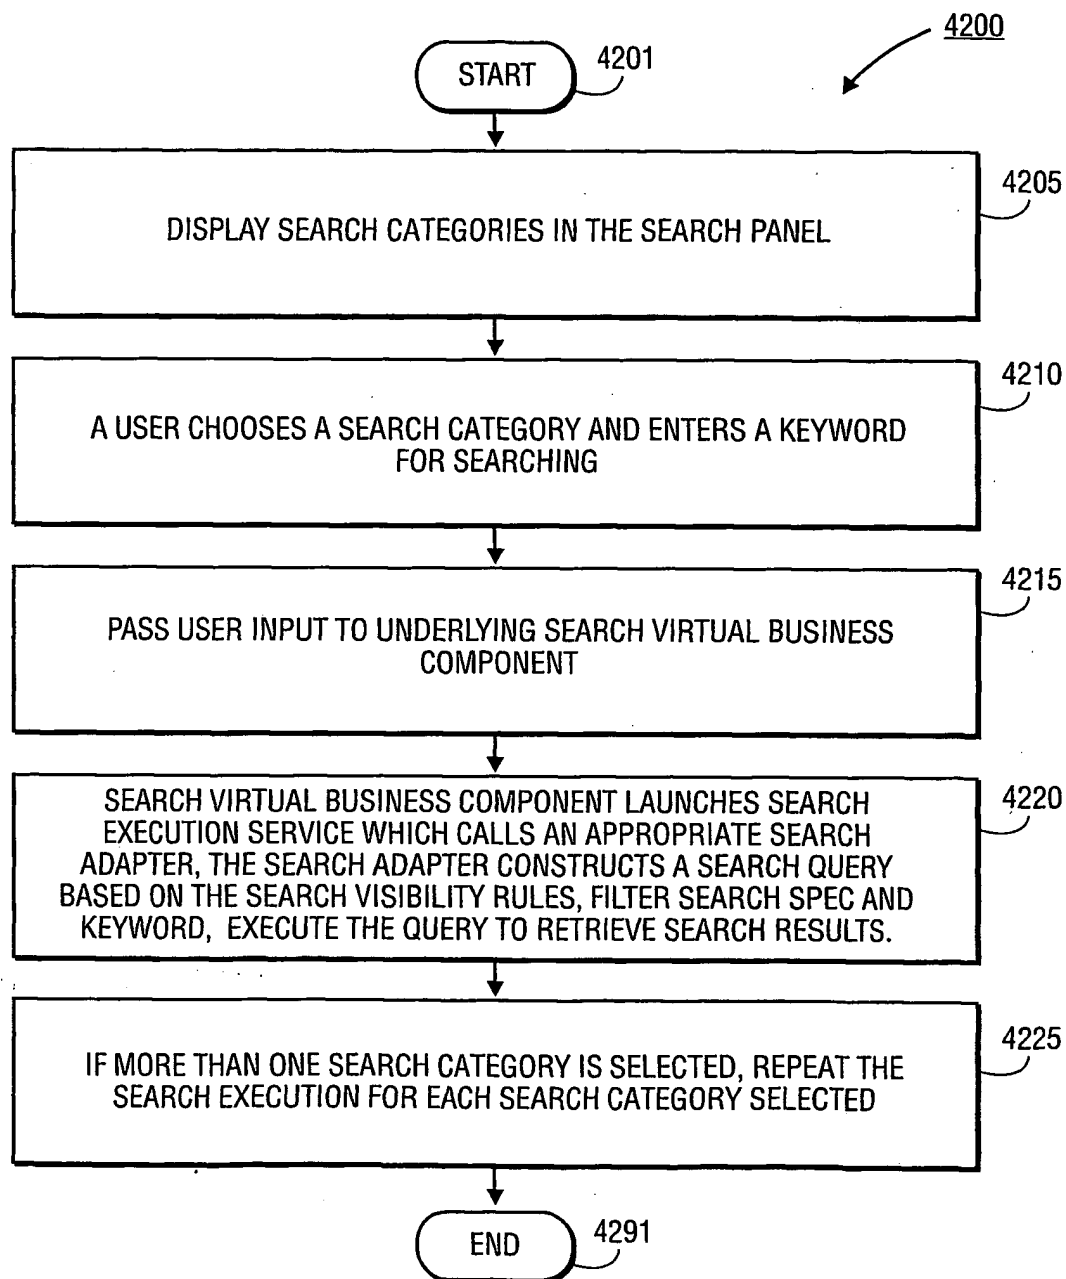 4200
START
4201
4205
DISPLAY SEARCH CATEGORIES IN THE SEARCH PANEL
4210
A USER CHOOSES A SEARCH CATEGORY AND ENTERS A KEYWORD
FOR SEARCHING
4215
PASS USER INPUT TO UNDERLYING SEARCH VIRTUAL BUSINESS
COMPONENT
4220
SEARCH VIRTUAL BUSINESS COMPONENT LAUNCHES SEARCH
EXECUTION SERVICE WHICH CALLS AN APPROPRIATE SEARCH
ADAPTER, THE SEARCH ADAPTER CONSTRUCTS A SEARCH QUERY
BASED ON THE SEARCH VISIBILITY RULES, FILTER SEARCH SPEC AND
KEYWORD, EXECUTE THE QUERY TO RETRIEVE SEARCH RESULTS.
4225
IF MORE THAN ONE SEARCH CATEGORY IS SELECTED, REPEAT THE
SEARCH EXECUTION FOR EACH SEARCH CATEGORY SELECTED
END
4291